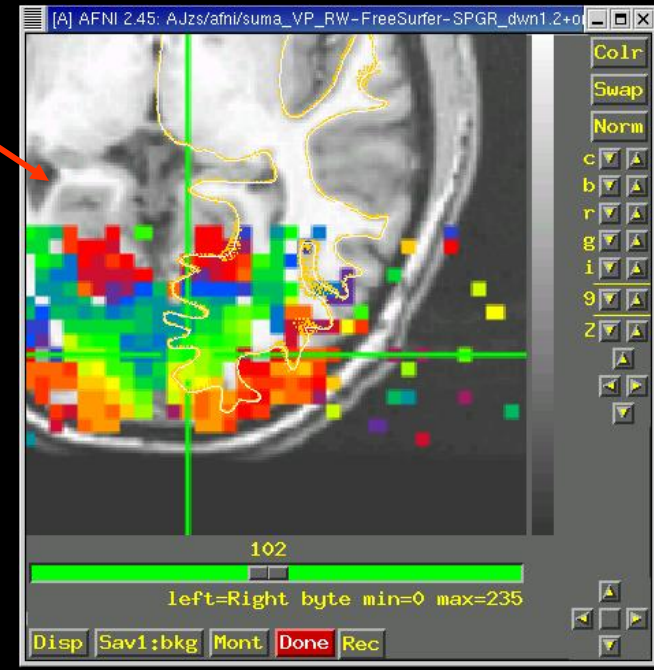 [A] AFNI 2.45: AJzs/afni/suma_VP_RW-FreeSurfer-SPGR_dwn1.2+o
Colr
Swap
Norm
c
b
r
g
i
9
Z
102
left=Right byte min=0 max=235
Disp Sav1:bkg Mont Done Rec